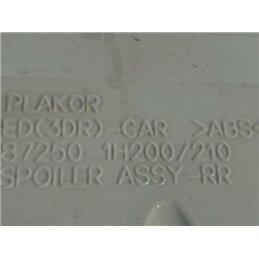 PLAKOR
ED(3DR)-CAR >ABS<
87250-1H200/210
SPOILER ASSY-RR